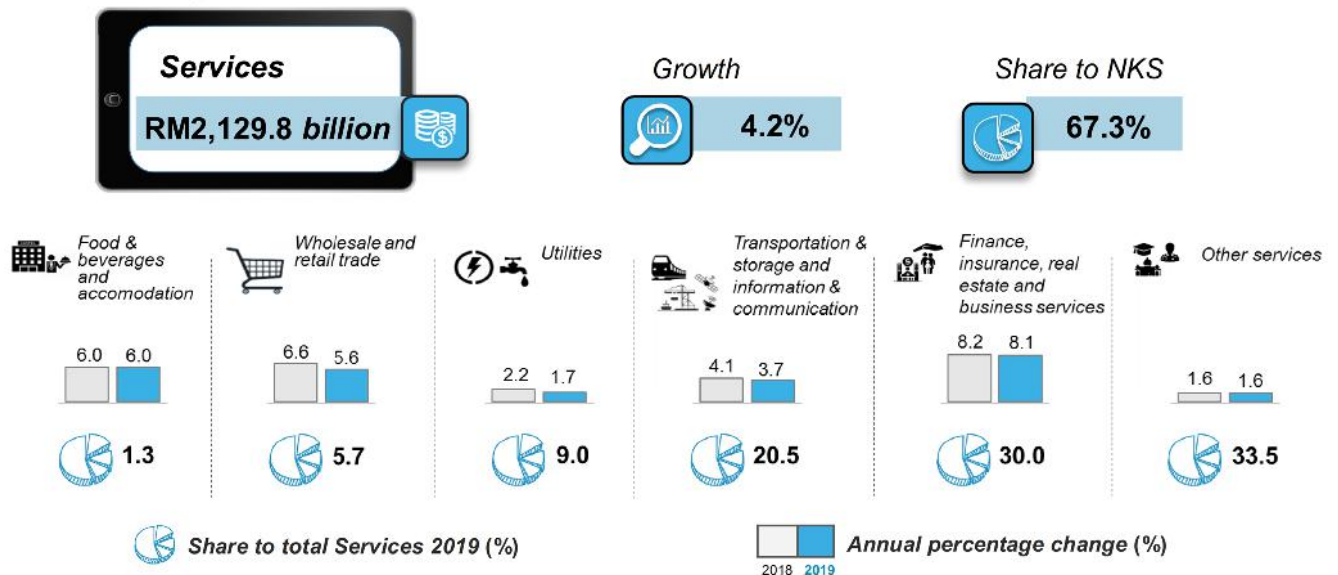 Services
RM2,129.8 billion
Growth
4.2%
Share to NKS
67.3%
Food &
beverages
and
accomodation
6.0 6.0
1.3
Wholesale and
retail trade
6.6 5.6
5.7
Utilities
2.2 1.7
9.0
Transportation &
storage and
information &
communication
4.1 3.7
20.5
Finance,
insurance, real
estate and
business services
8.2 8.1
30.0
Other services
1.6 1.6
33.5
Share to total Services 2019 (%)
Annual percentage change (%)
2018 2019